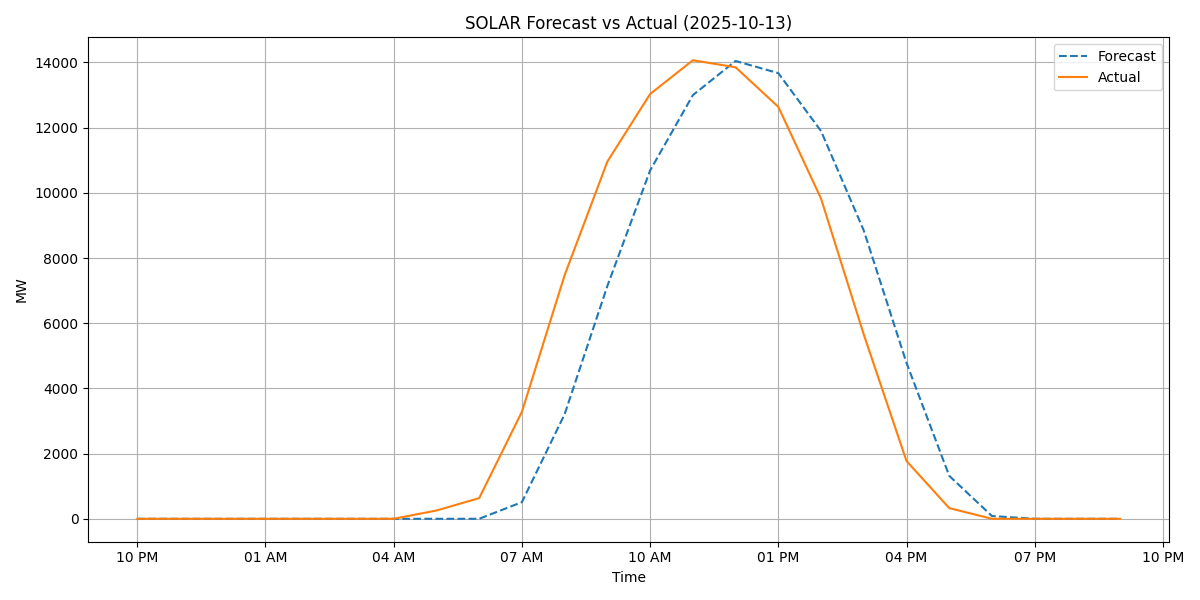 SOLAR Forecast vs Actual (2025-10-13)
Forecast
Actual
14000
12000
10000
8000
6000
4000
2000
0
MW
10 PM 01 AM 04 AM 07 AM 10 AM 01 PM 04 PM 07 PM 10 PM
Time